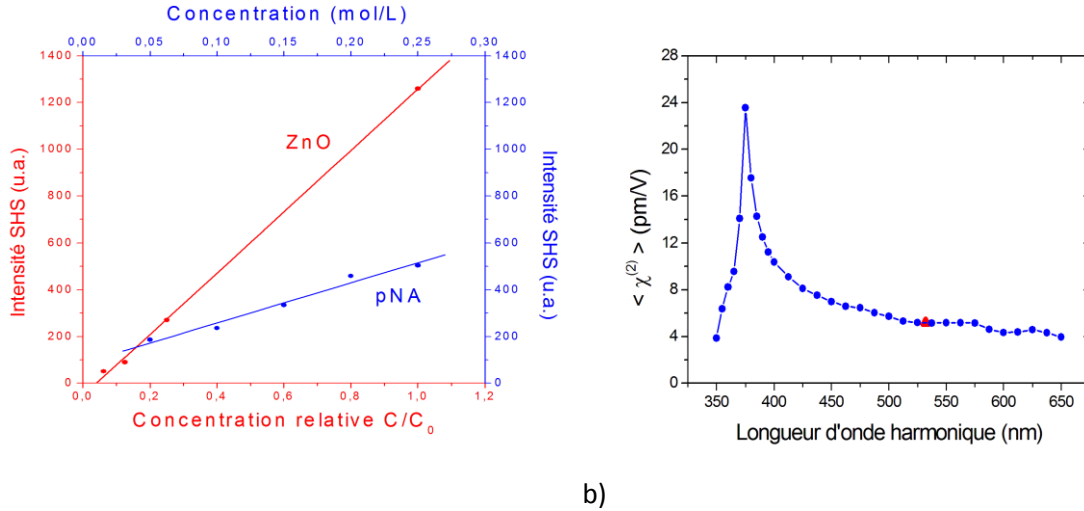 Concentration (mol/L)
0,00 0,05 0,10 0,15 0,20 0,25 0,30
1400 1400
1200 1200
1000 1000
800 800
600 600
400 400
200 200
0 0
Intensité SHS (u.a.)
Intensité SHS (u.a.)
ZnO
pNA
0,0 0,2 0,4 0,6 0,8 1,0 1,2
Concentration relative C/C₀
28
24
20
16
12
8
4
0
< χ⁽²⁾ > (pm/V)
350 400 450 500 550 600 650
Longueur d'onde harmonique (nm)
b)